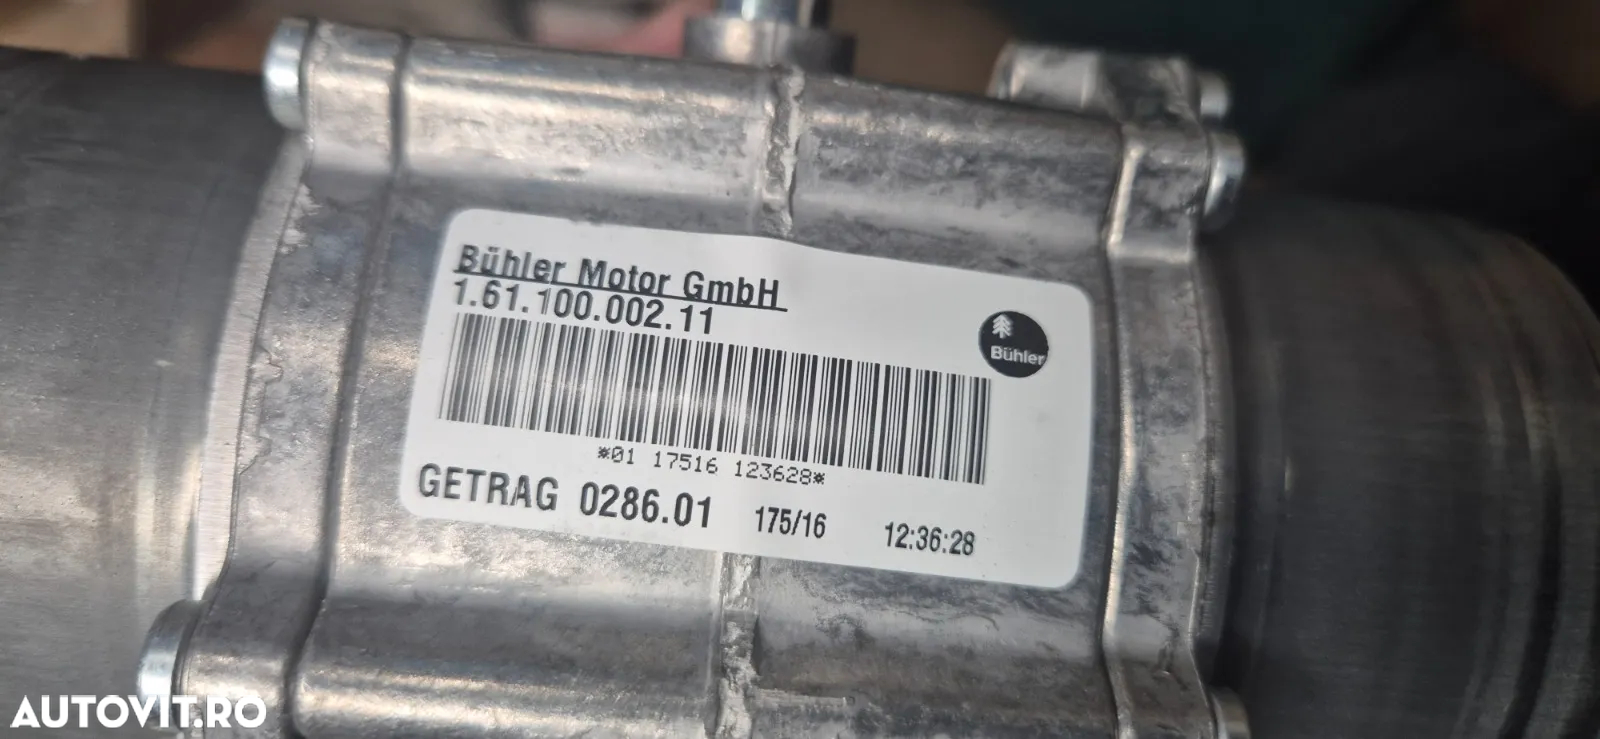 Bühler Motor GmbH
1.61.100.002.11
Bühler
*01 17516 123628*
GETRAG 0286.01 175/16 12:36:28
AUTOVIT.RO